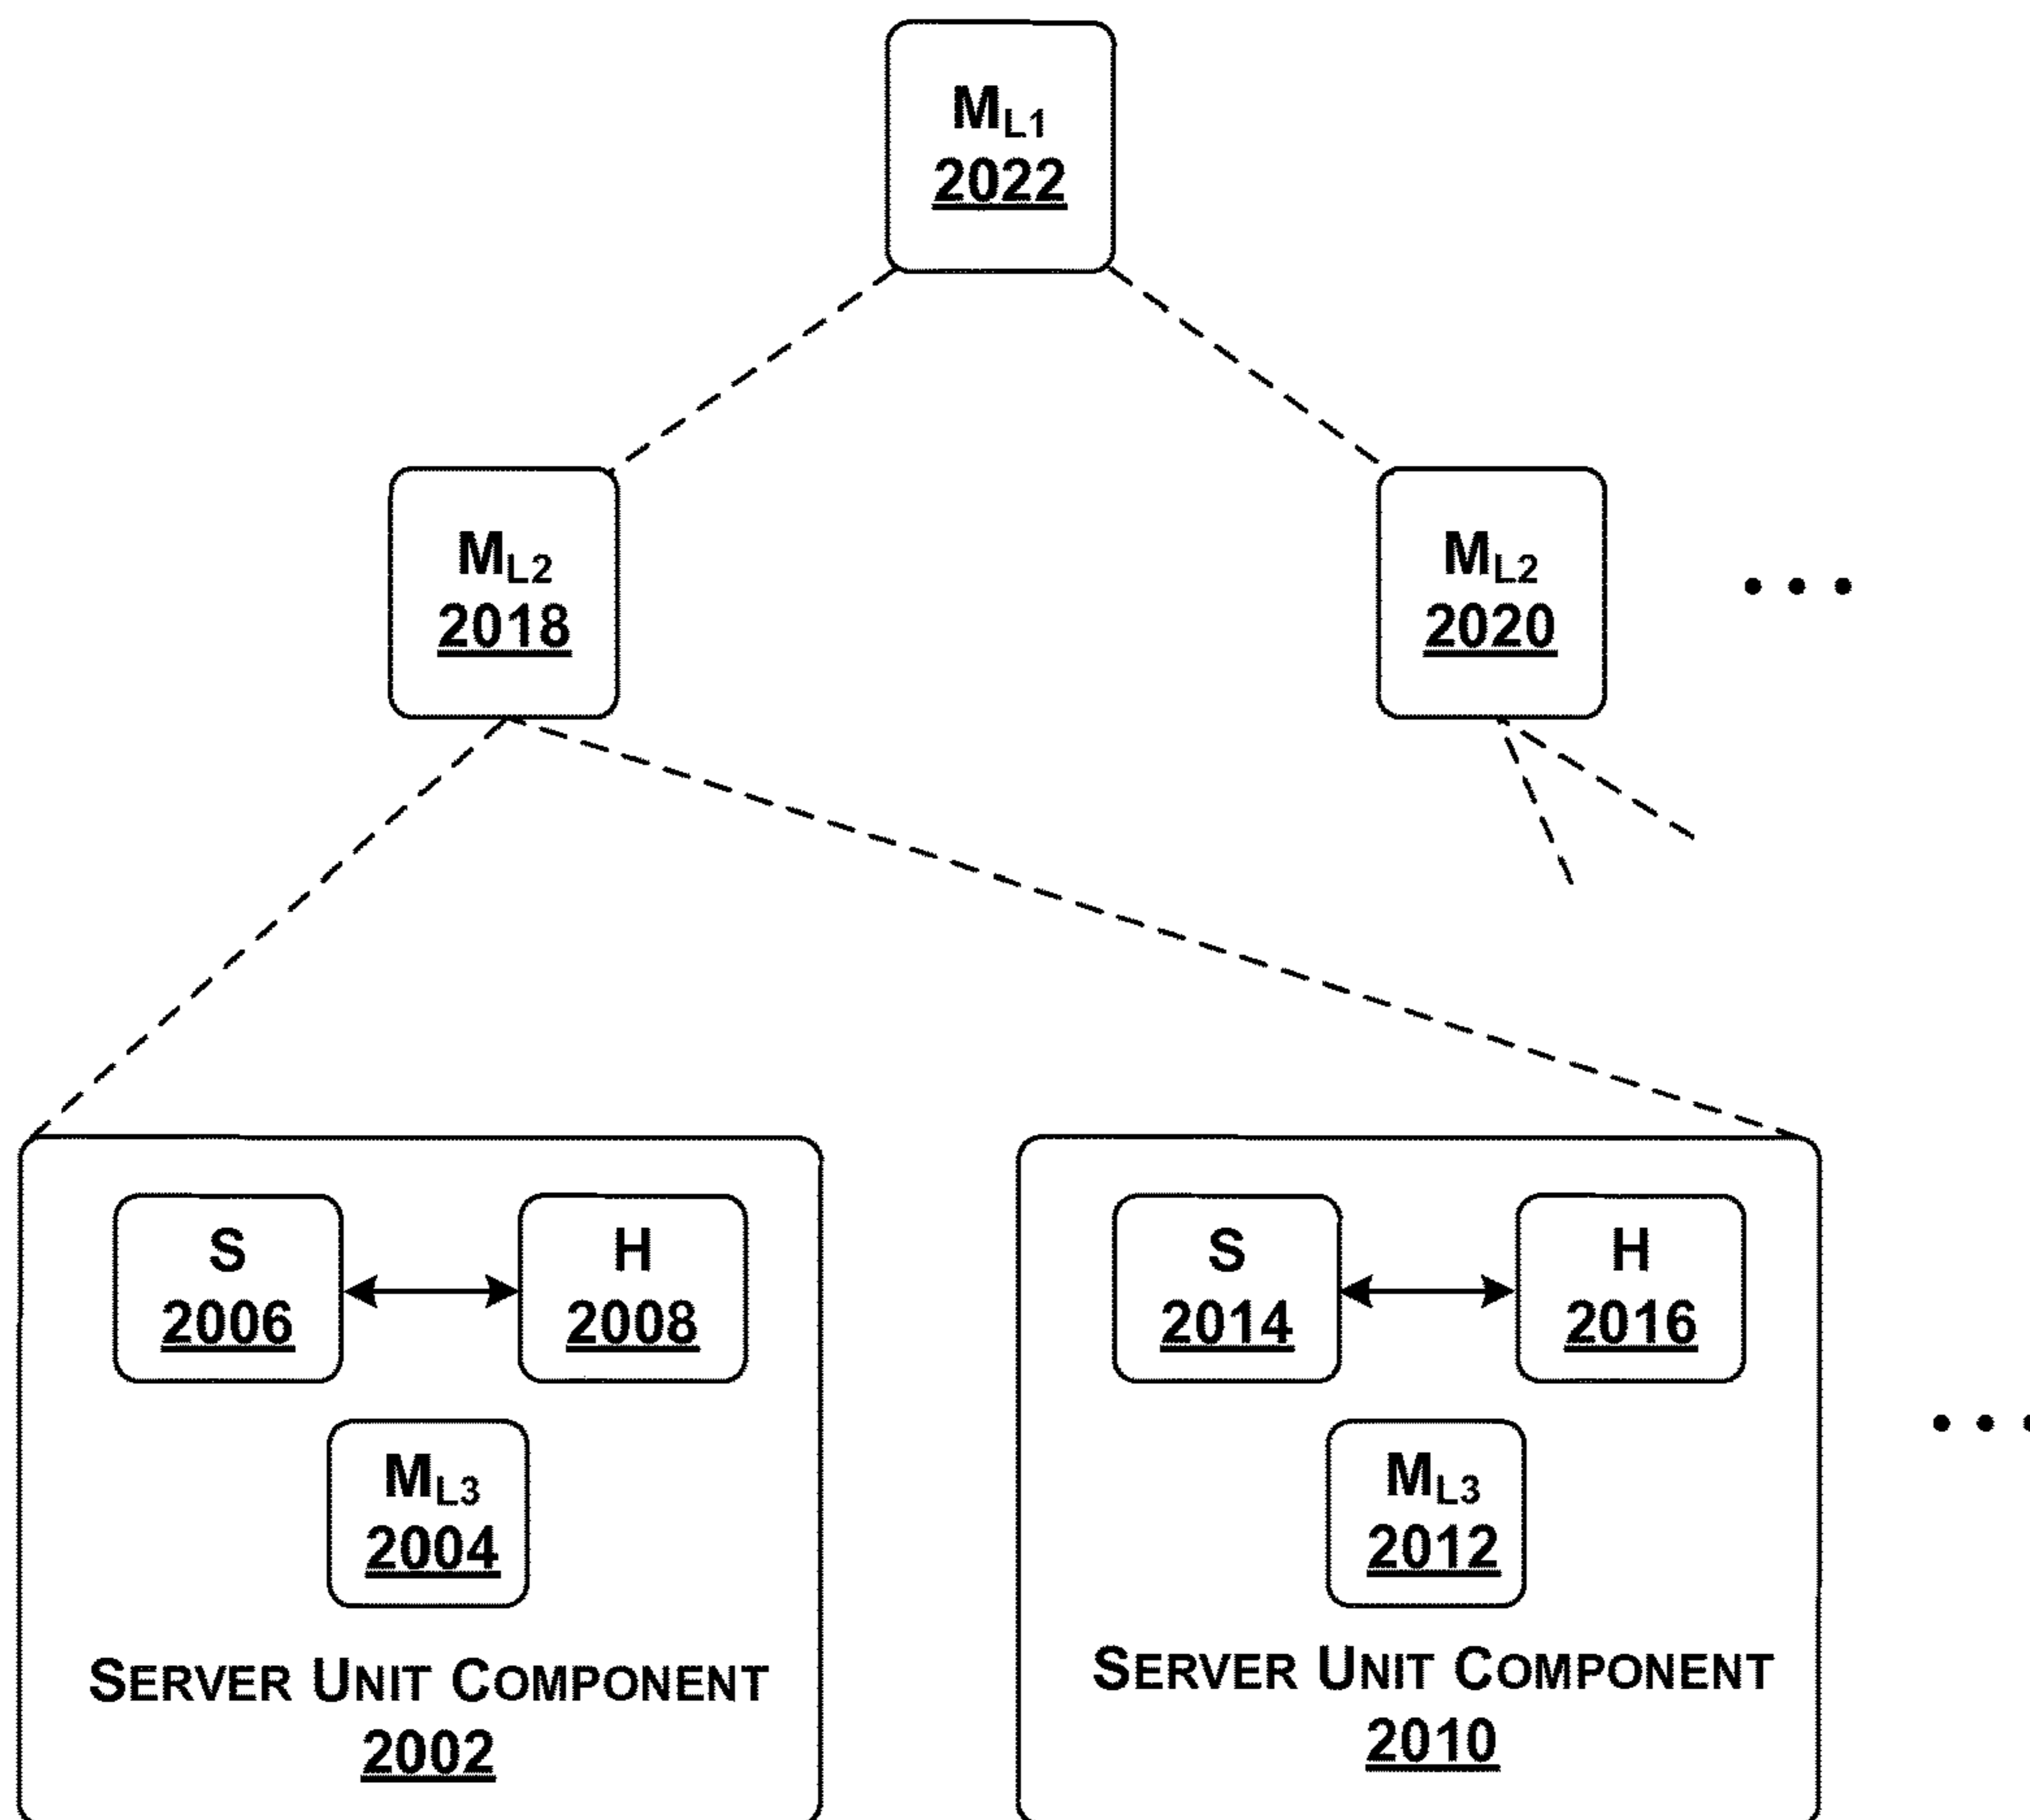 ML1
2022
ML2
2018
ML2
2020
• • •
S
2006
H
2008
ML3
2004
SERVER UNIT COMPONENT
2002
S
2014
H
2016
ML3
2012
SERVER UNIT COMPONENT
2010
• • •